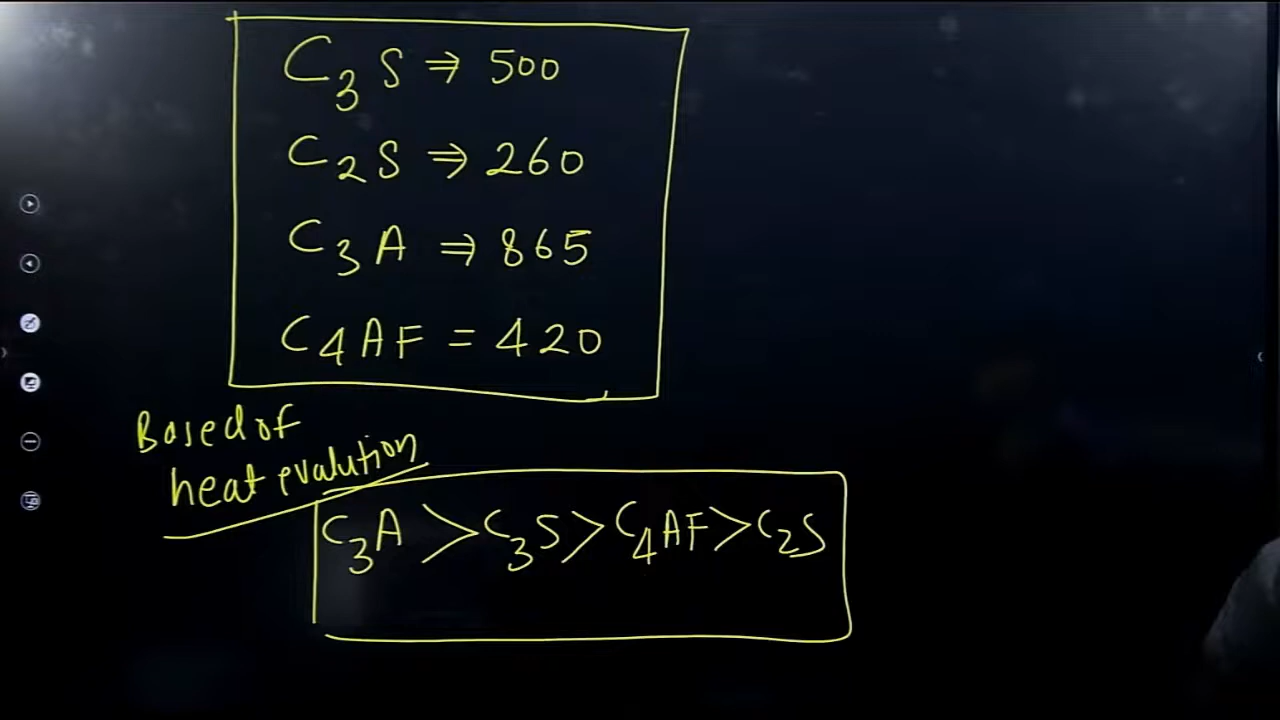 C₃S ⇒ 500
C₂S ⇒ 260
C₃A ⇒ 865
C₄AF = 420
Based of
heat evalution
C₃A > C₃S > C₄AF > C₂S